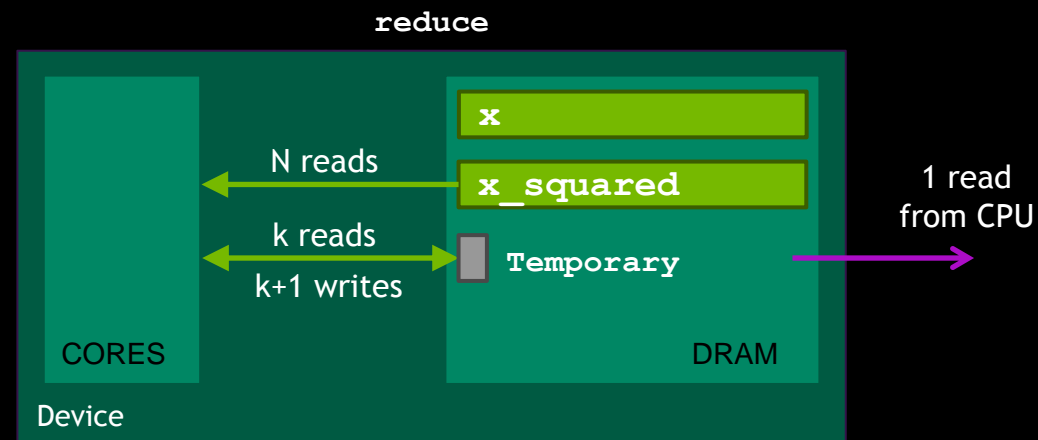 reduce
x
N reads
x_squared
1 read
from CPU
k reads
Temporary
k+1 writes
CORES
DRAM
Device